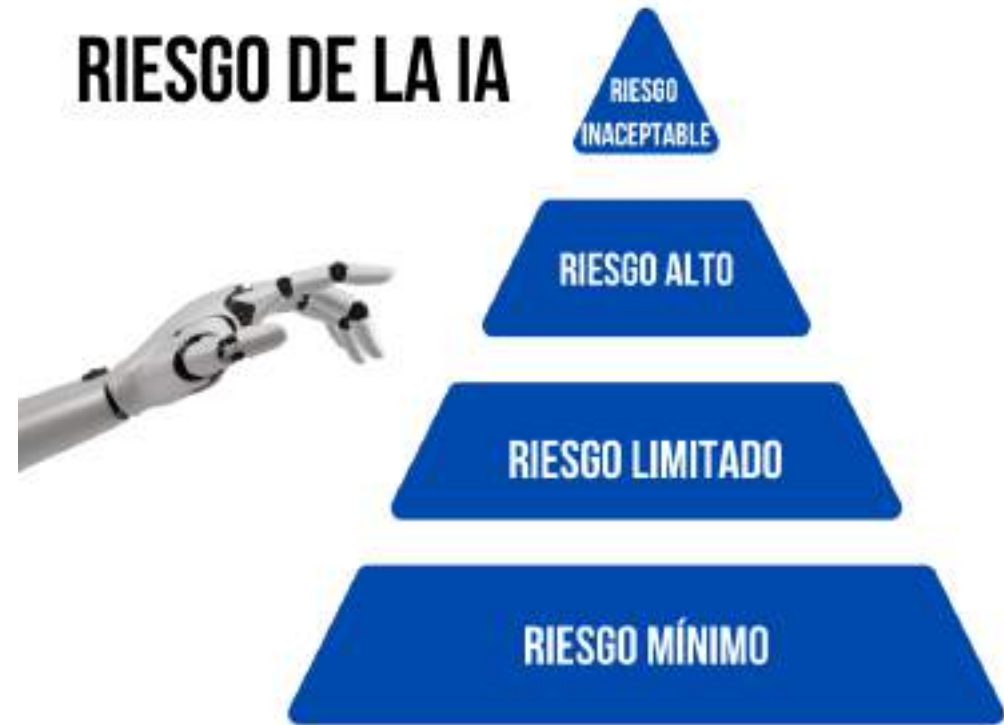 RIESGO DE LA IA
RIESGO
INACEPTABLE
RIESGO ALTO
RIESGO LIMITADO
RIESGO MÍNIMO